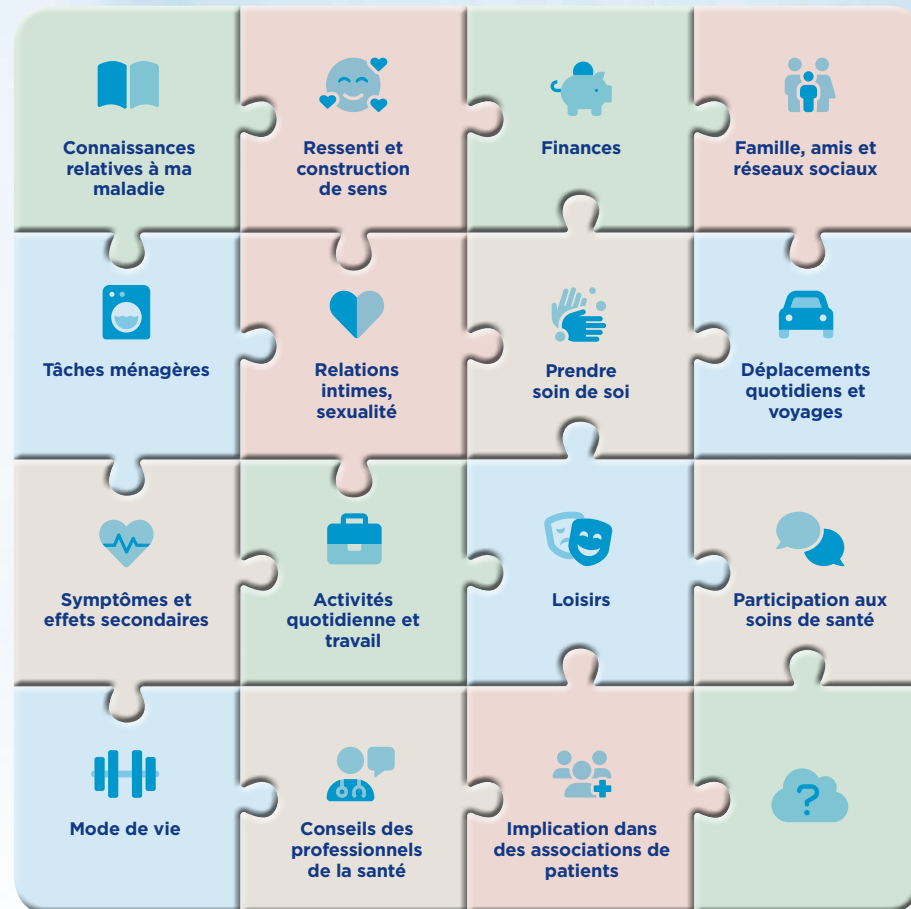 Connaissances
relatives à ma
maladie
Ressenti et
construction
de sens
Finances
Famille, amis et
réseaux sociaux
Tâches ménagères
Relations
intimes,
sexualité
Prendre
soin de soi
Déplacements
quotidiens et
voyages
Symptômes et
effets secondaires
Activités
quotidienne et
travail
Loisirs
Participation aux
soins de santé
Mode de vie
Conseils des
professionnels
de la santé
Implication dans
des associations de
patients
?